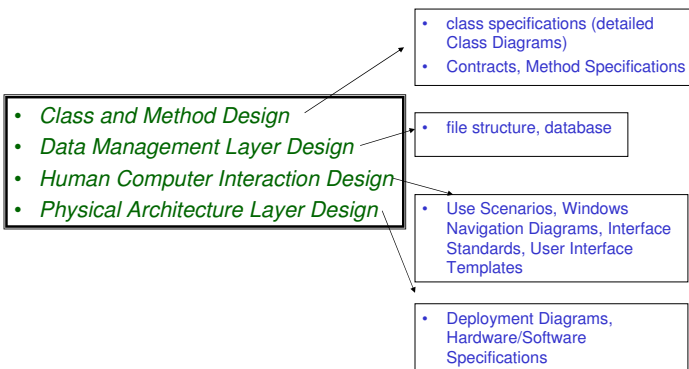 • class specifications (detailed
Class Diagrams)
• Contracts, Method Specifications
• Class and Method Design
• Data Management Layer Design
• Human Computer Interaction Design
• Physical Architecture Layer Design
• file structure, database
• Use Scenarios, Windows
Navigation Diagrams, Interface
Standards, User Interface
Templates
• Deployment Diagrams,
Hardware/Software
Specifications